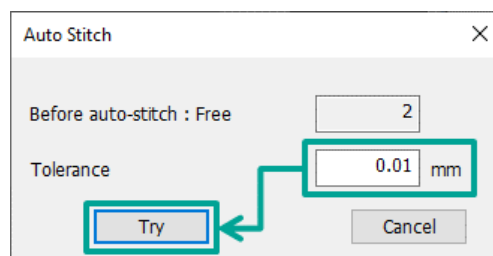 Auto Stitch
Before auto-stitch : Free 2
Tolerance 0.01 mm
Try Cancel